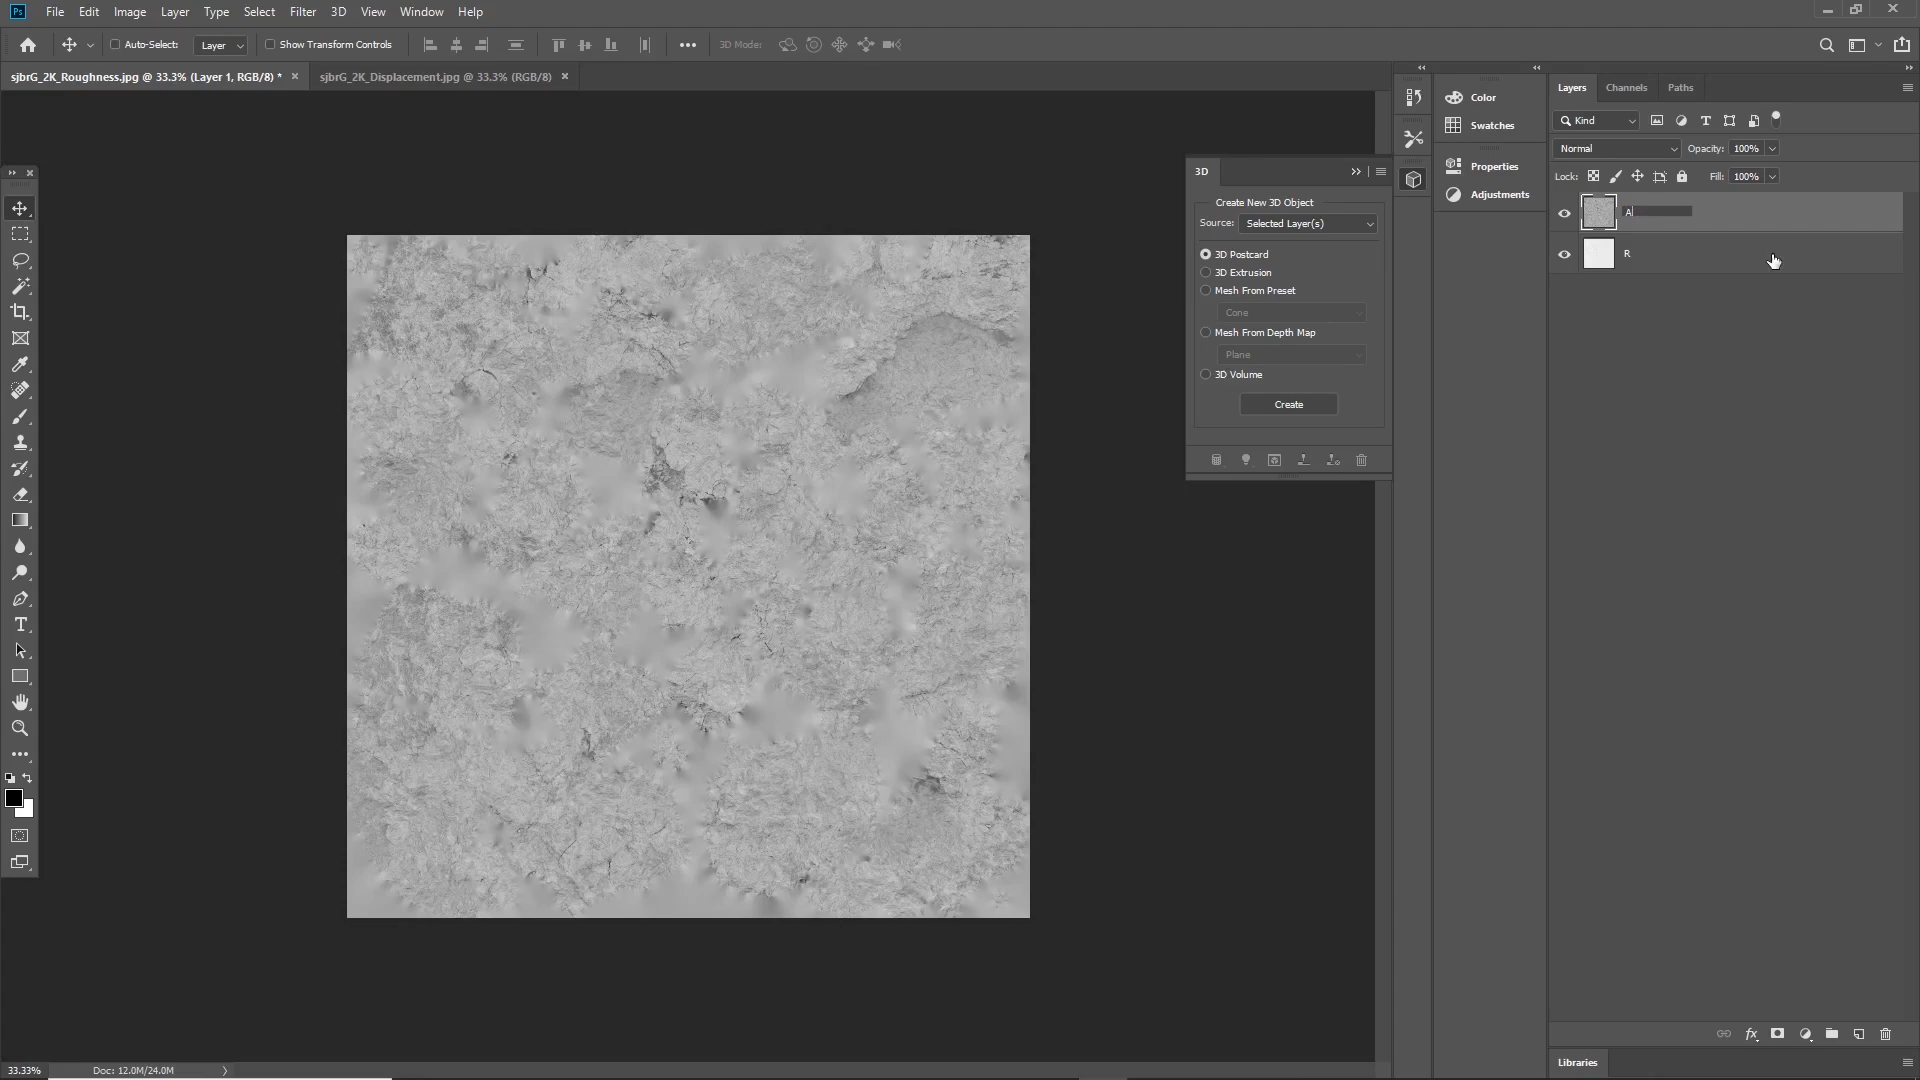 Ps File Edit Image Layer Type Select Filter 3D View Window Help
Auto-Select: Layer Show Transform Controls 3D Mode:
sjbrG_2K_Roughness.jpg @ 33.3% (Layer 1, RGB/8) * sjbrG_2K_Displacement.jpg @ 33.3% (RGB/8)
Color
Swatches
Properties
Adjustments
Layers Channels Paths
Kind
Normal Opacity: 100%
Lock: Fill: 100%
A
R
3D
Create New 3D Object
Source: Selected Layer(s)
3D Postcard
3D Extrusion
Mesh From Preset
Cone
Mesh From Depth Map
Plane
3D Volume
Create
Libraries
33.33% Doc: 12.0M/24.0M